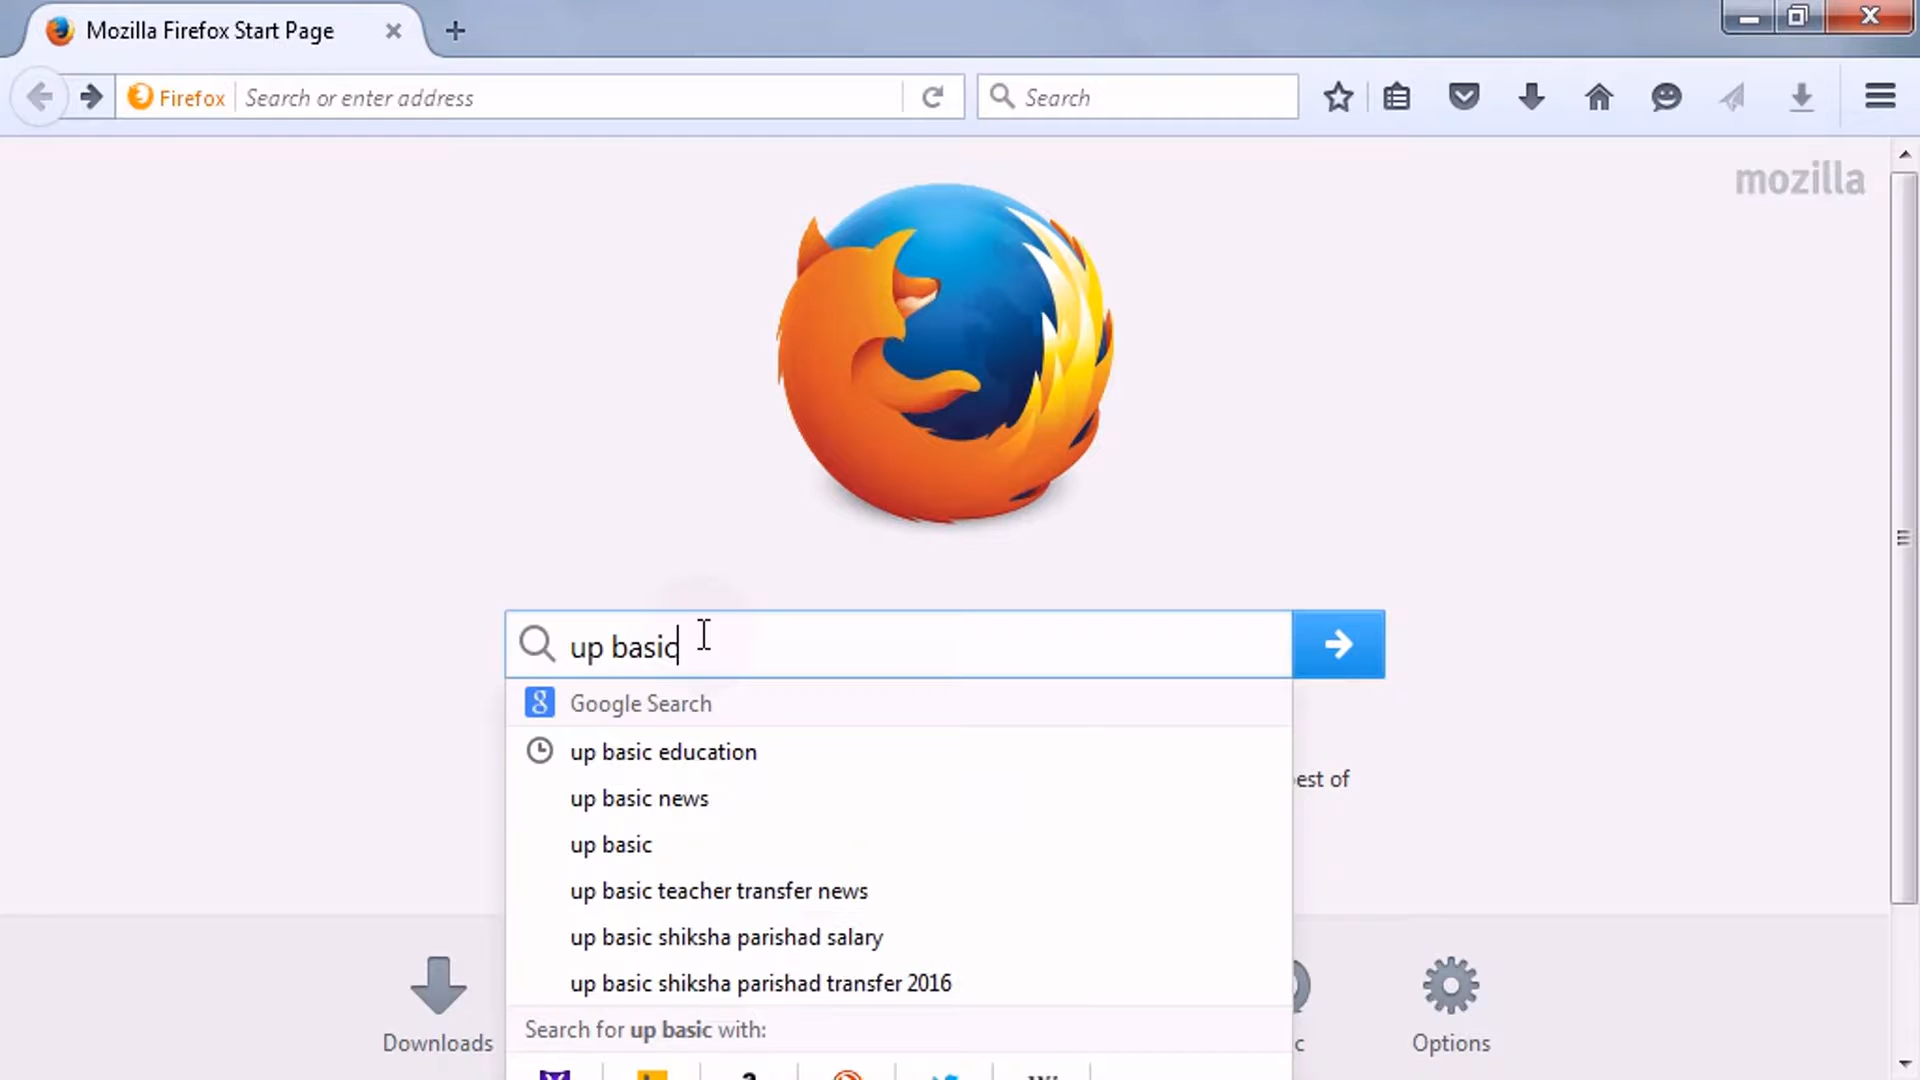 Mozilla Firefox Start Page
Firefox
Search or enter address
Search
mozilla
up basic
Google Search
up basic education
up basic news
est of
up basic
up basic teacher transfer news
up basic shiksha parishad salary
up basic shiksha parishad transfer 2016
Search for up basic with:
Downloads
c
Options